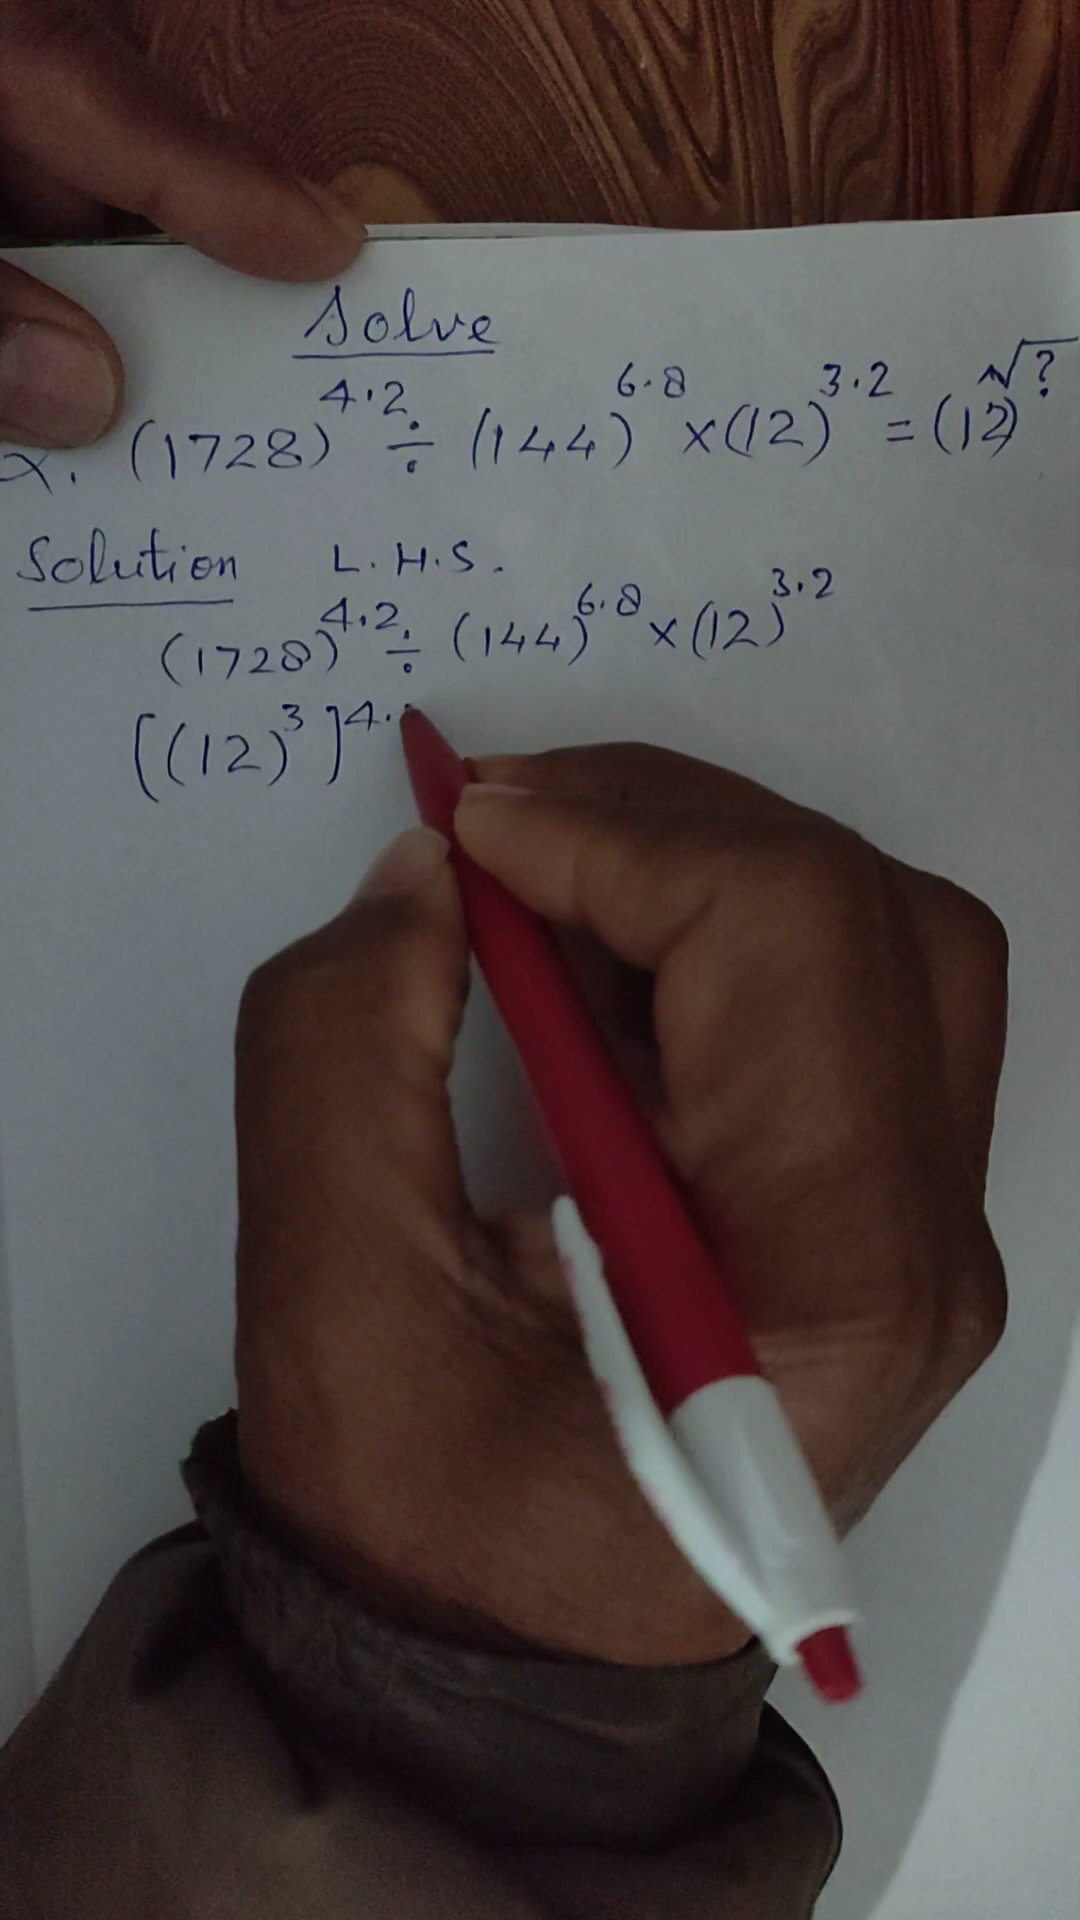 Solve
2. (1728)^4.2 ÷ (144)^6.8 ×(12)^3.2 = (12)^√?
Solution L.H.S.
(1728)^4.2 ÷ (144)^6.8 ×(12)^3.2
[(12)^3]^4.